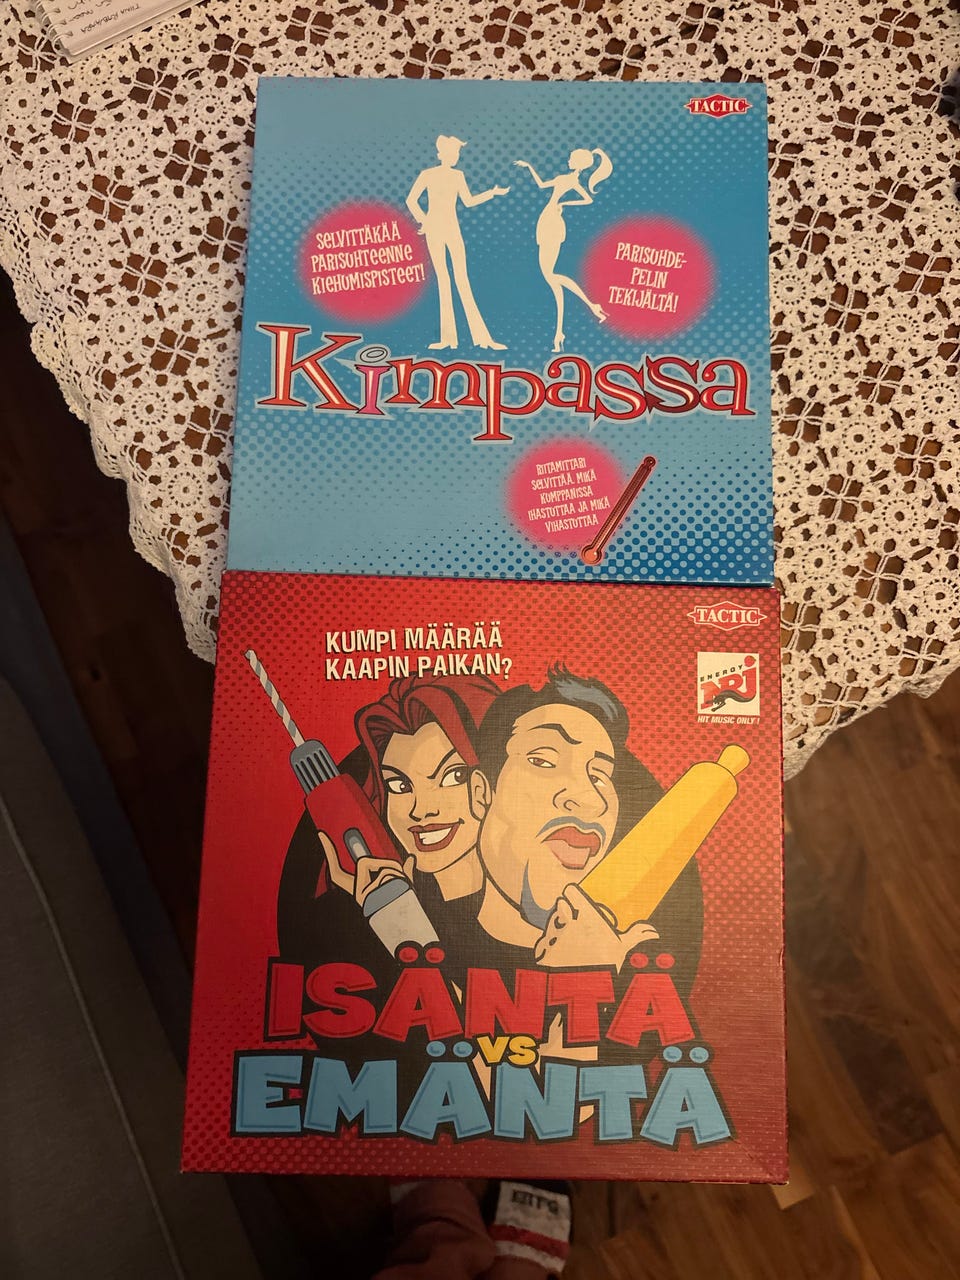 TACTIC
SELVITTÄKÄÄ
PARISUHTEENNE
KIEHUMISPISTEET!
PARISUHDE-
PELIN
TEKIJÄLTÄ!
Kimpassa
RIITAMITTARI
SELVITTÄÄ, MIKÄ
KUMPPANISSA
IHASTUTTAA JA MIKÄ
VIHASTUTTAA
TACTIC
KUMPI MÄÄRÄÄ
KAAPIN PAIKAN?
ENERGY
NRJ
HIT MUSIC ONLY!
ISÄNTÄ
VS
EMÄNTÄ